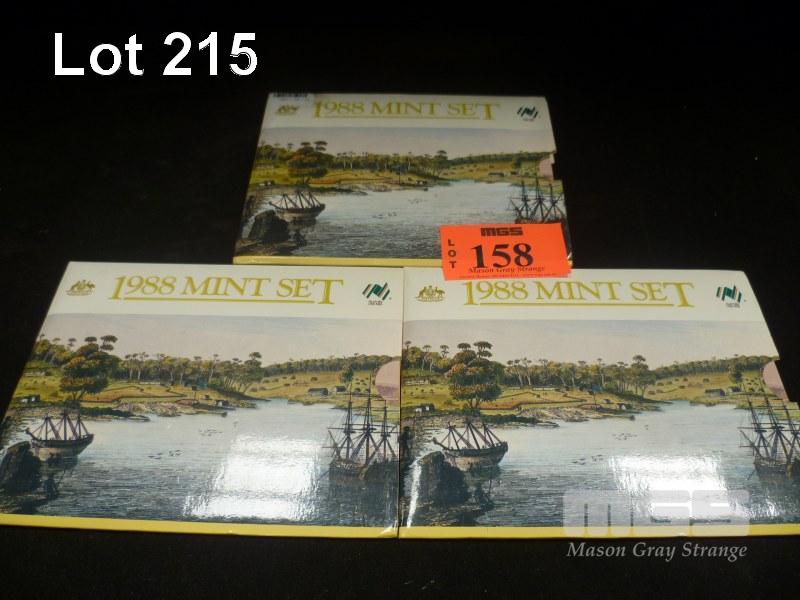 Lot 215
1988 MINT SET
LOT
MGS
158
Mason Gray Strange
1988 MINT SET
1988 MINT SET
MGS
Mason Gray Strange